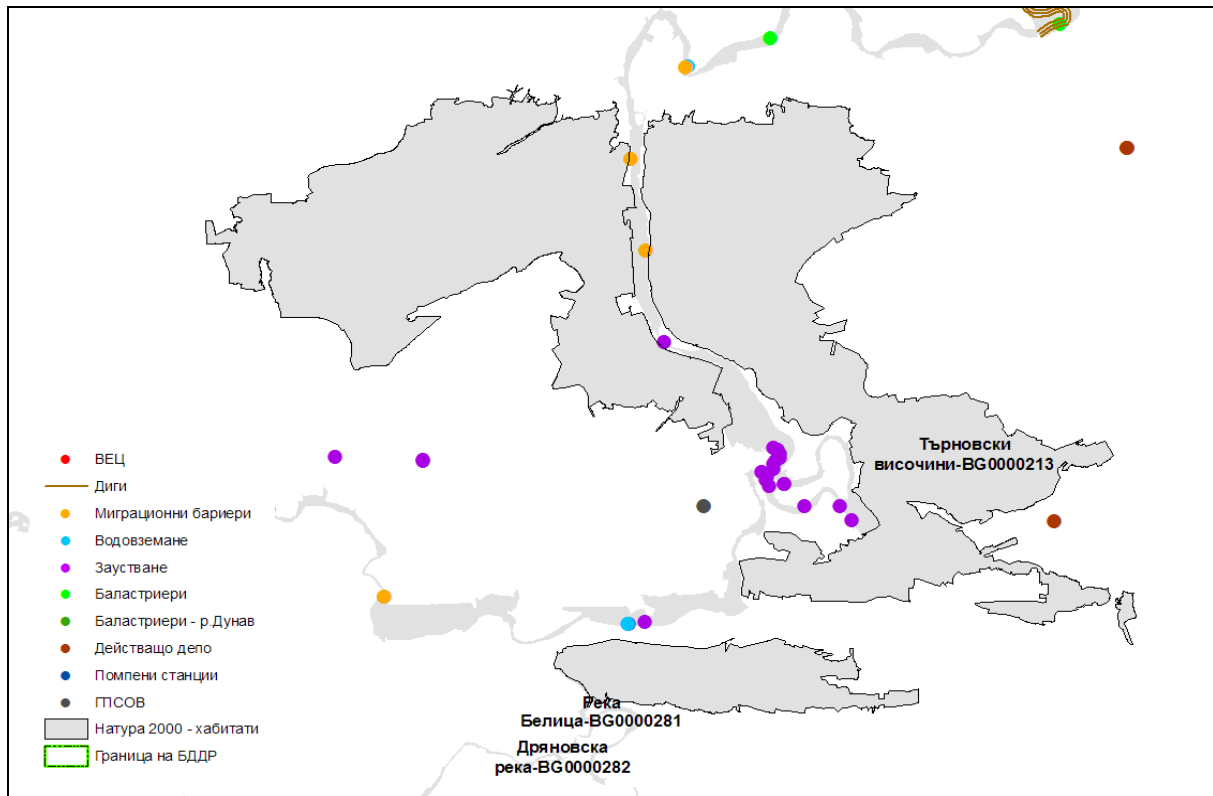 Търновски
височини-BG0000213
ВЕЦ
Диги
Миграционни бариери
Водовземане
Заустване
Баластриери
Баластриери - р.Дунав
Действащо депо
Помпени станции
ГПСОВ
Натура 2000 - хабитати
Граница на БДДР
Река
Белица-BG0000281
Дряновска
река-BG0000282